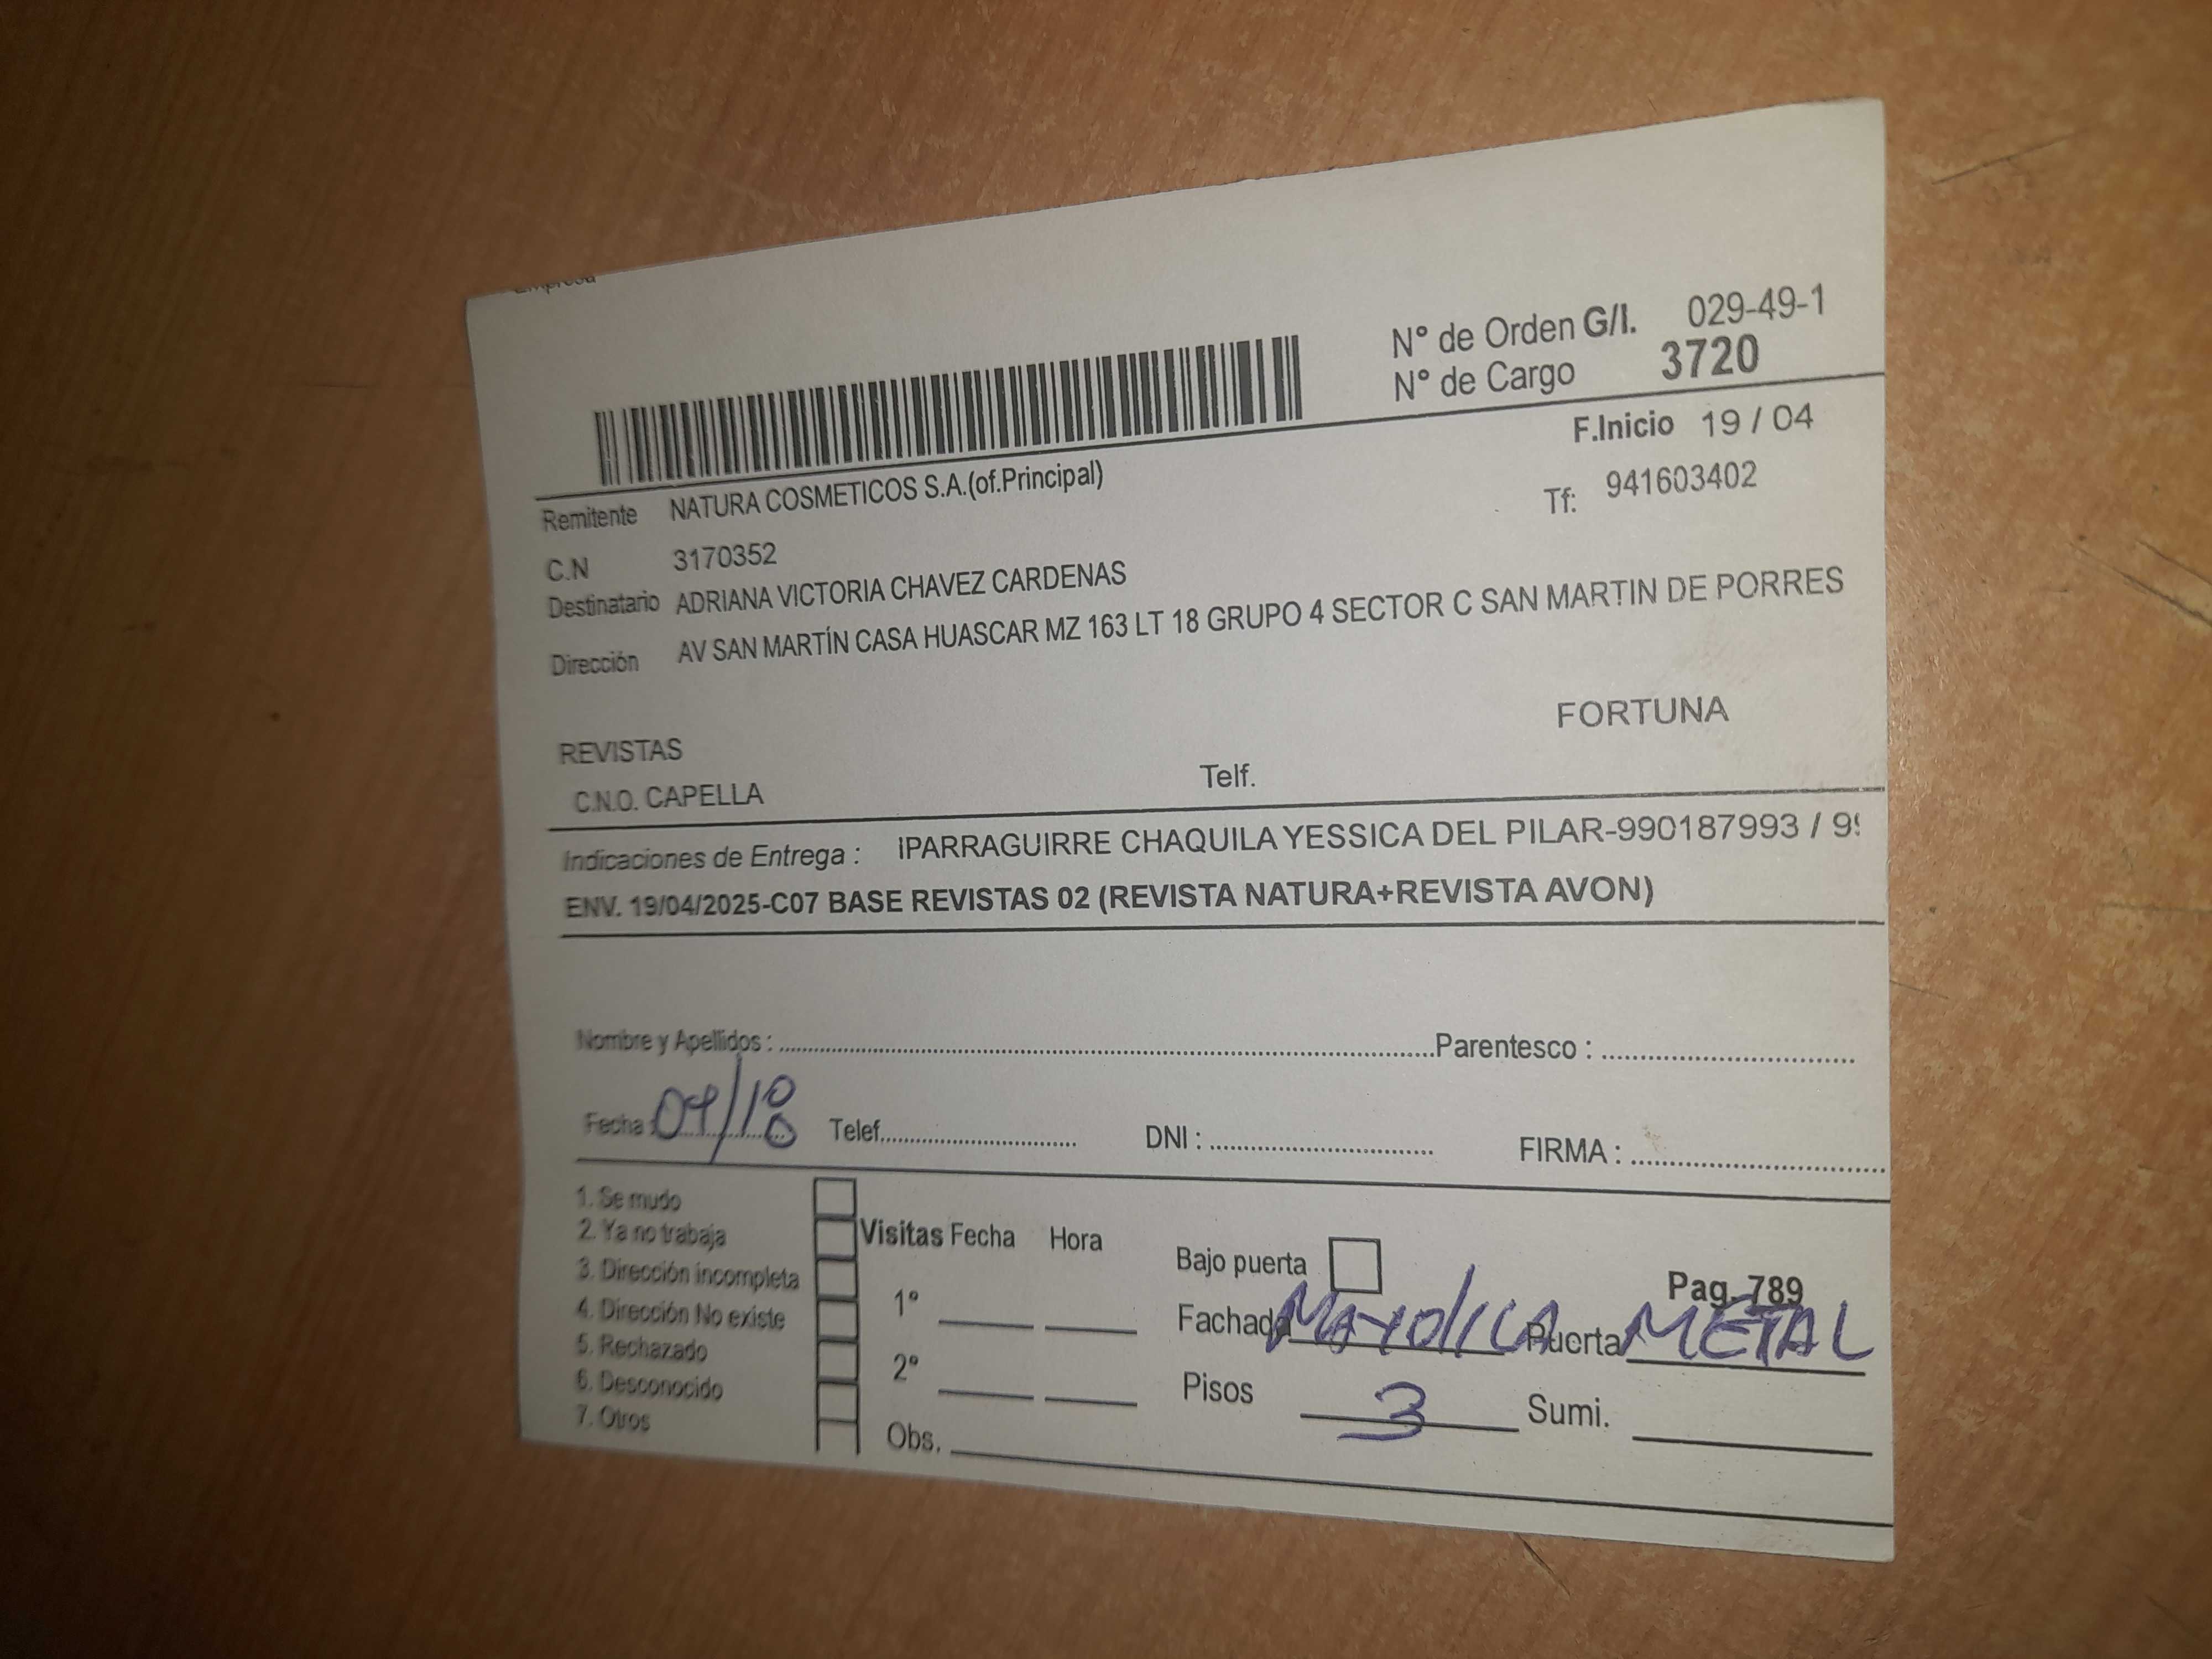 Empresa
N° de Orden G/I. 029-49-1
N° de Cargo 3720
F.Inicio 19 / 04
Remitente NATURA COSMETICOS S.A.(of.Principal)
Tf: 941603402
C.N 3170352
Destinatario ADRIANA VICTORIA CHAVEZ CARDENAS
Dirección AV SAN MARTÍN CASA HUASCAR MZ 163 LT 18 GRUPO 4 SECTOR C SAN MARTIN DE PORRES
FORTUNA
REVISTAS
C.N.O. CAPELLA Telf.
Indicaciones de Entrega : IPARRAGUIRRE CHAQUILA YESSICA DEL PILAR-990187993 / 9
ENV. 19/04/2025-C07 BASE REVISTAS 02 (REVISTA NATURA+REVISTA AVON)
Nombre y Apellidos : Parentesco :
Fecha : Telef. DNI : FIRMA :
1. Se mudo
2. Ya no trabaja
3. Dirección incompleta
4. Dirección No existe
5. Rechazado
6. Desconocido
7. Otros
Visitas Fecha Hora
1°
2°
Obs.
Bajo puerta
Pag. 789
Fachada MAYOLICA Puerta METAL
Pisos 3 Sumi.